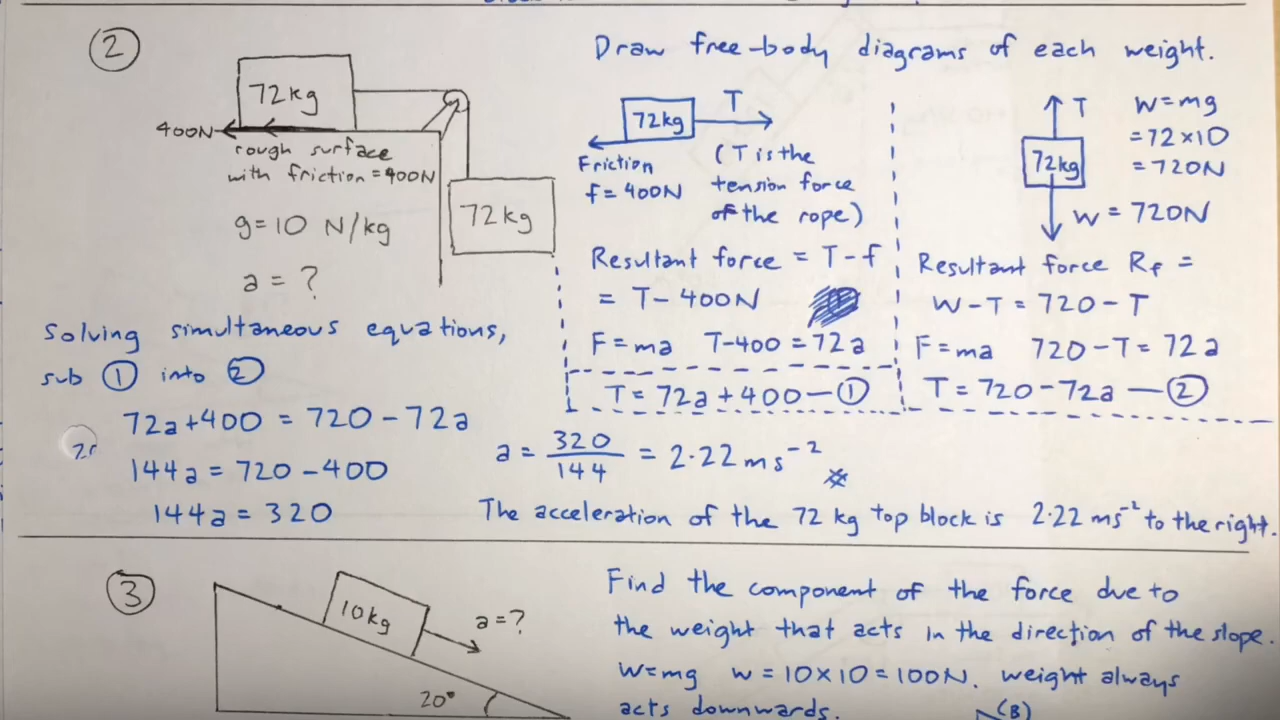 2
72kg
400N
rough surface
with friction = 400N
72kg
g = 10 N/kg
a = ?
Solving simultaneous equations,
sub ① into ②
72a + 400 = 720 - 72a
144a = 720 - 400
144a = 320
Draw free-body diagrams of each weight.
72kg
T
Friction
f = 400N
(T is the
tension force
of the rope)
Resultant force = T - f
= T - 400N
F = ma T - 400 = 72a
T = 72a + 400 — ①
T
72kg
W = 720N
W = mg
= 72 × 10
= 720N
Resultant force Rf =
W - T = 720 - T
F = ma 720 - T = 72a
T = 720 - 72a — ②
a = 320/144 = 2.22 ms⁻²
The acceleration of the 72 kg top block is 2.22 ms⁻² to the right.
3
10kg
a = ?
20°
Find the component of the force due to
the weight that acts in the direction of the slope.
W = mg W = 10 × 10 = 100N. weight always
acts downwards.
(B)